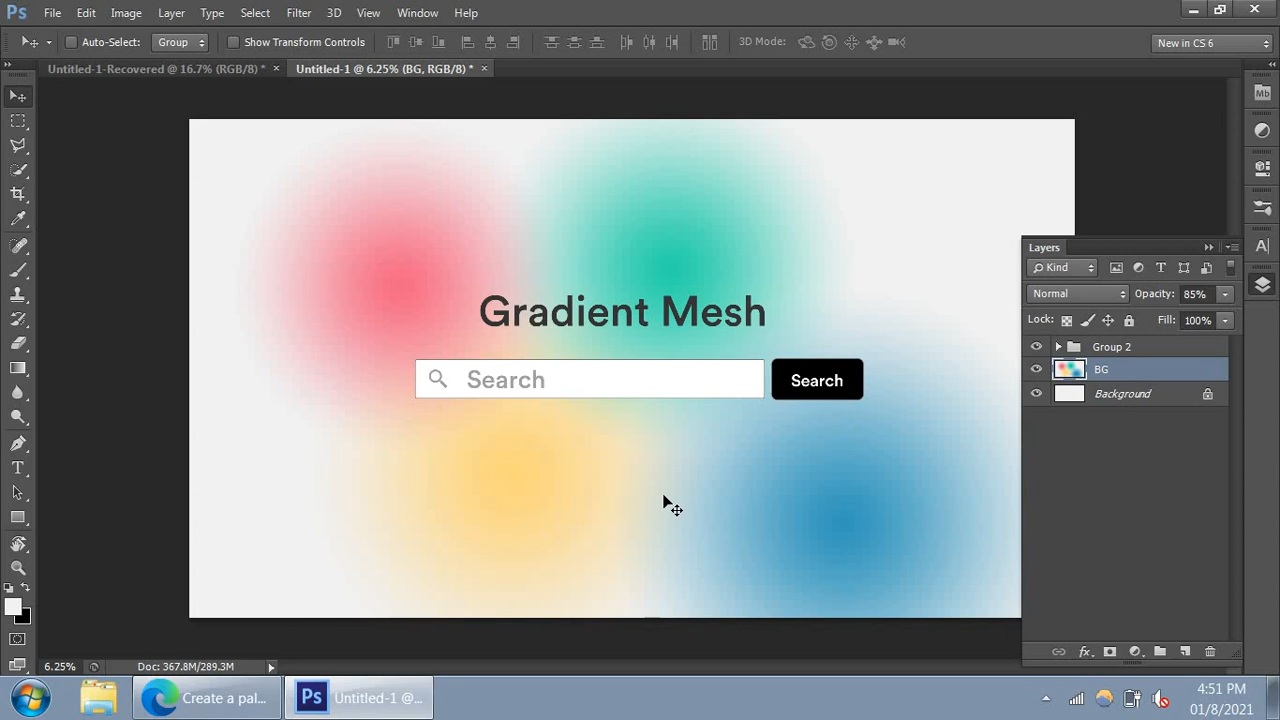 Ps File Edit Image Layer Type Select Filter 3D View Window Help
Auto-Select: Group Show Transform Controls 3D Mode: New in CS 6
Untitled-1-Recovered @ 16.7% (RGB/8) * × Untitled-1 @ 6.25% (BG, RGB/8) * ×
Mb
Layers
Kind
Normal Opacity: 85%
Lock: Fill: 100%
Group 2
BG
Background
Gradient Mesh
Search Search
6.25% Doc: 367.8M/289.3M
Create a pal... Ps Untitled-1 @... 4:51 PM
01/8/2021